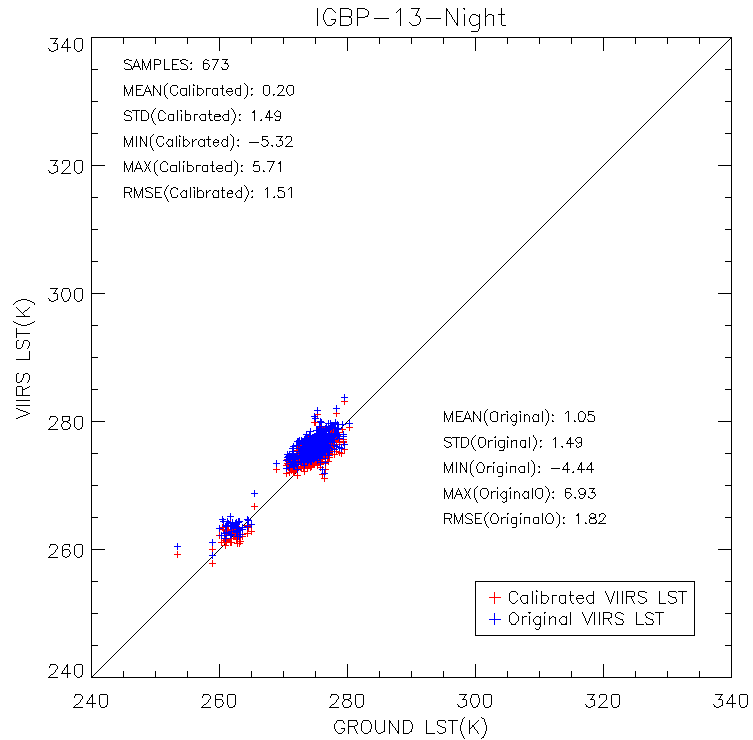 IGBP-13-Night
340
SAMPLES: 673
MEAN(Calibrated): 0.20
STD(Calibrated): 1.49
MIN(Calibrated): -5.32
MAX(Calibrated): 5.71
RMSE(Calibrated): 1.51
320
300
VIIRS LST(K)
280
MEAN(Original): 1.05
STD(Original): 1.49
MIN(Original): -4.44
MAX(OriginalO): 6.93
RMSE(OriginalO): 1.82
260
Calibrated VIIRS LST
Original VIIRS LST
240
240 260 280 300 320 340
GROUND LST(K)